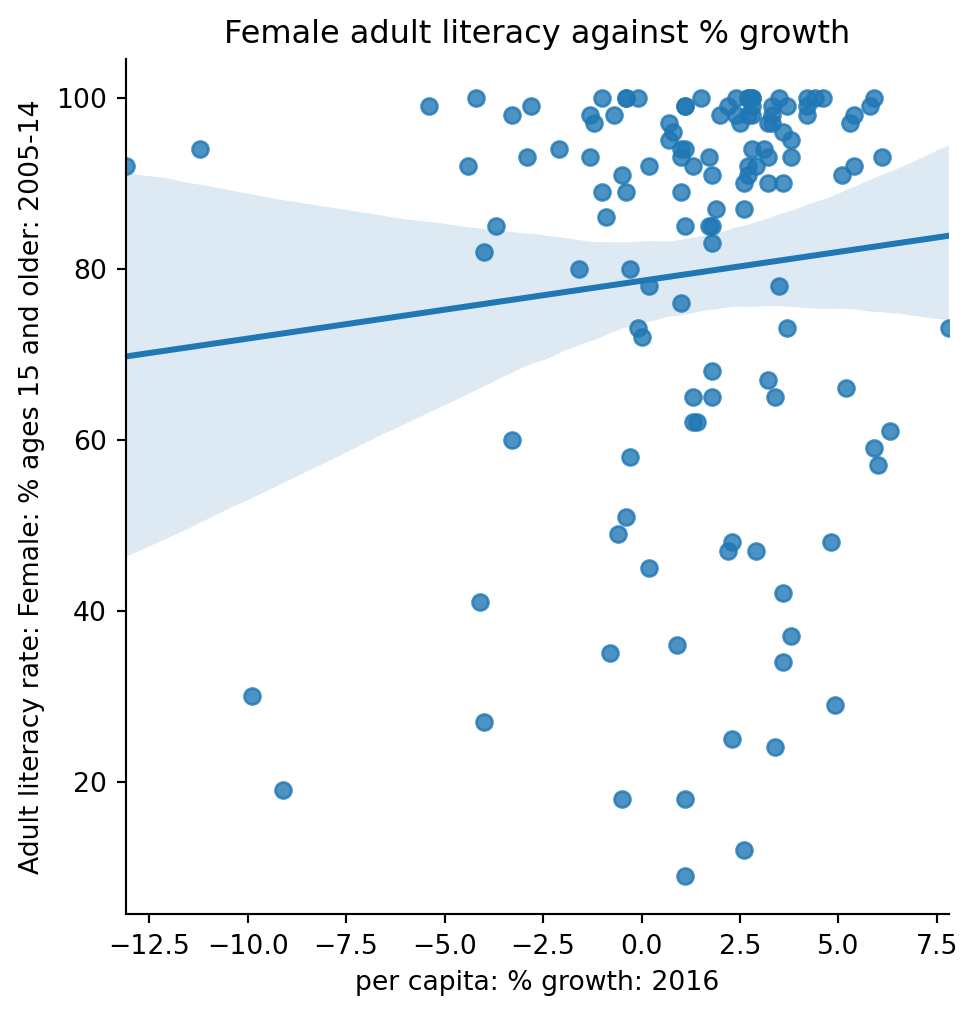 Female adult literacy against % growth
Adult literacy rate: Female: % ages 15 and older: 2005-14
100
80
60
40
20
−12.5 −10.0 −7.5 −5.0 −2.5 0.0 2.5 5.0 7.5
per capita: % growth: 2016